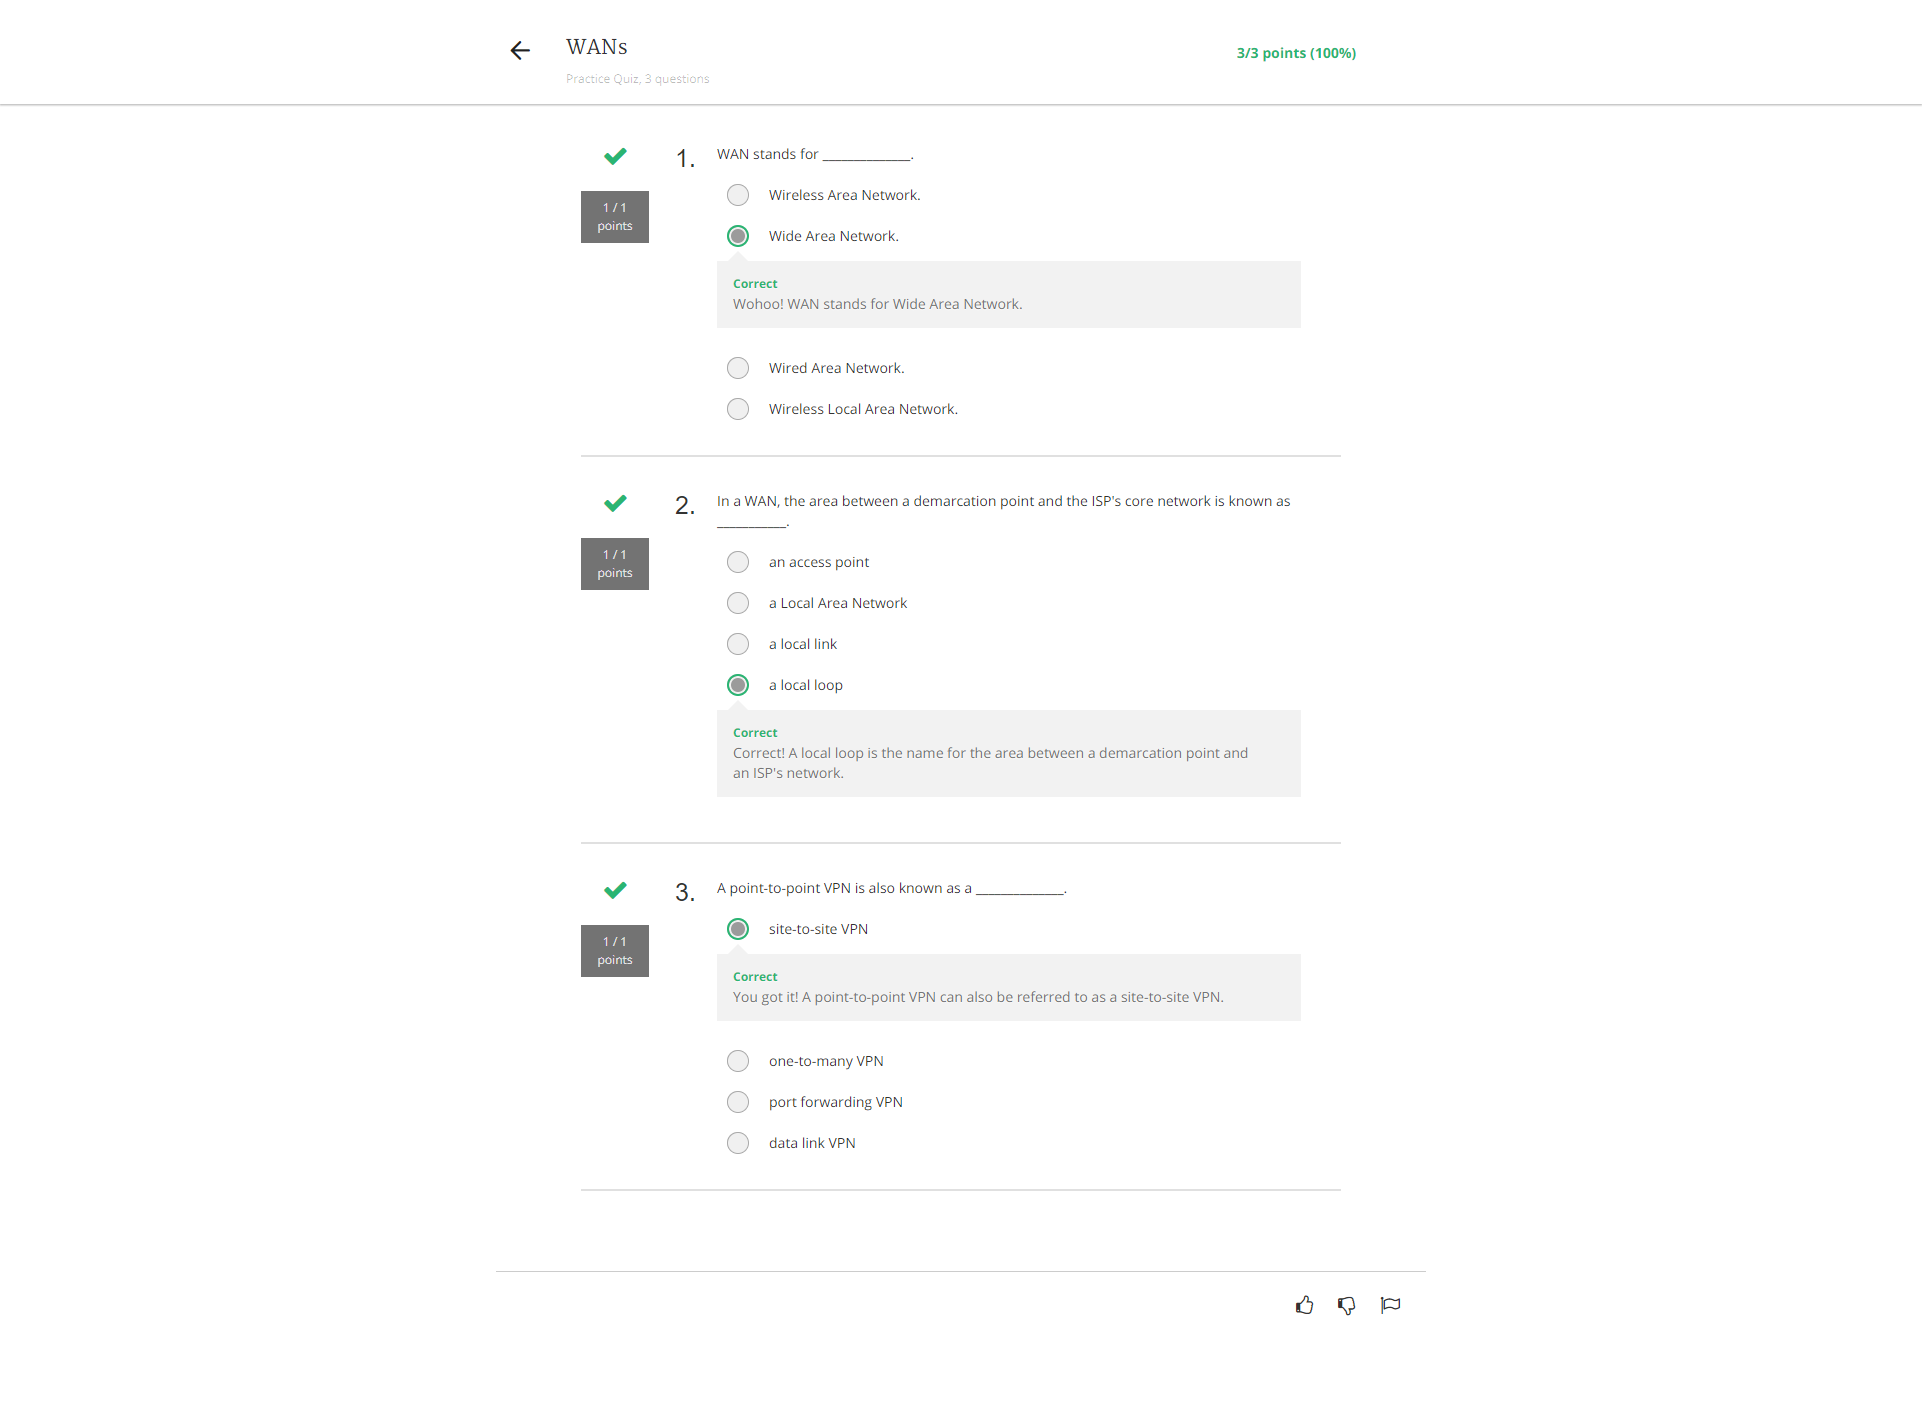 WANs
3/3 points (100%)
Practice Quiz, 3 questions
1 / 1
points
1.
WAN stands for ______________.
Wireless Area Network.
Wide Area Network.
Correct
Wohoo! WAN stands for Wide Area Network.
Wired Area Network.
Wireless Local Area Network.
1 / 1
points
2.
In a WAN, the area between a demarcation point and the ISP's core network is known as
___________.
an access point
a Local Area Network
a local link
a local loop
Correct
Correct! A local loop is the name for the area between a demarcation point and
an ISP's network.
1 / 1
points
3.
A point-to-point VPN is also known as a ______________.
site-to-site VPN
Correct
You got it! A point-to-point VPN can also be referred to as a site-to-site VPN.
one-to-many VPN
port forwarding VPN
data link VPN